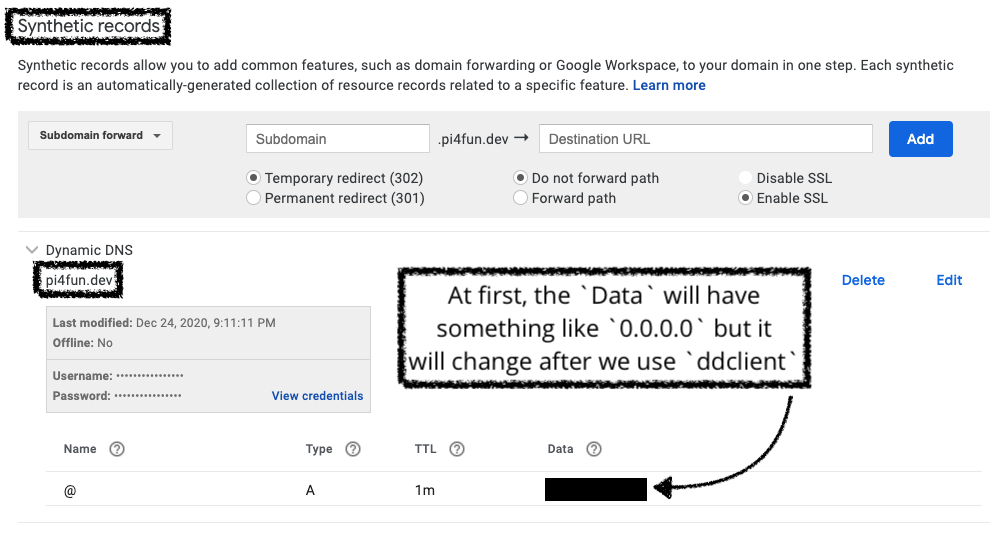 Synthetic records
Synthetic records allow you to add common features, such as domain forwarding or Google Workspace, to your domain in one step. Each synthetic
record is an automatically-generated collection of resource records related to a specific feature. Learn more
Subdomain forward Subdomain .pi4fun.dev → Destination URL Add
Temporary redirect (302) Do not forward path Disable SSL
Permanent redirect (301) Forward path Enable SSL
Dynamic DNS
pi4fun.dev Delete Edit
At first, the `Data` will have
something like `0.0.0.0` but it
will change after we use `ddclient`
Last modified: Dec 24, 2020, 9:11:11 PM
Offline: No
Username: ••••••••••••••••
Password: ••••••••••••••••
View credentials
Name ? Type ? TTL ? Data ?
@ A 1m